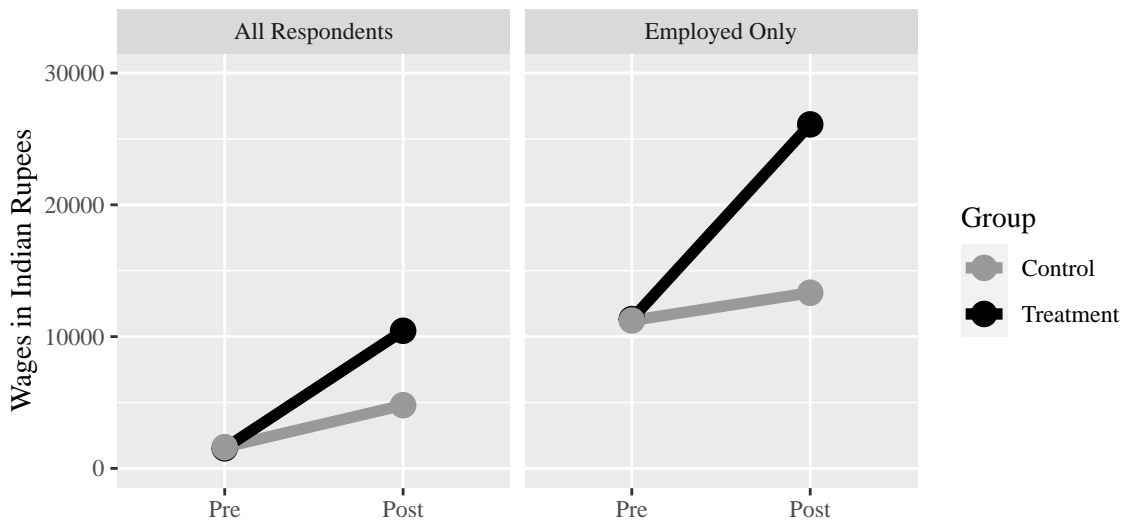 All Respondents
Employed Only
Wages in Indian Rupees
30000
20000
10000
0
Pre
Post
Pre
Post
Group
Control
Treatment